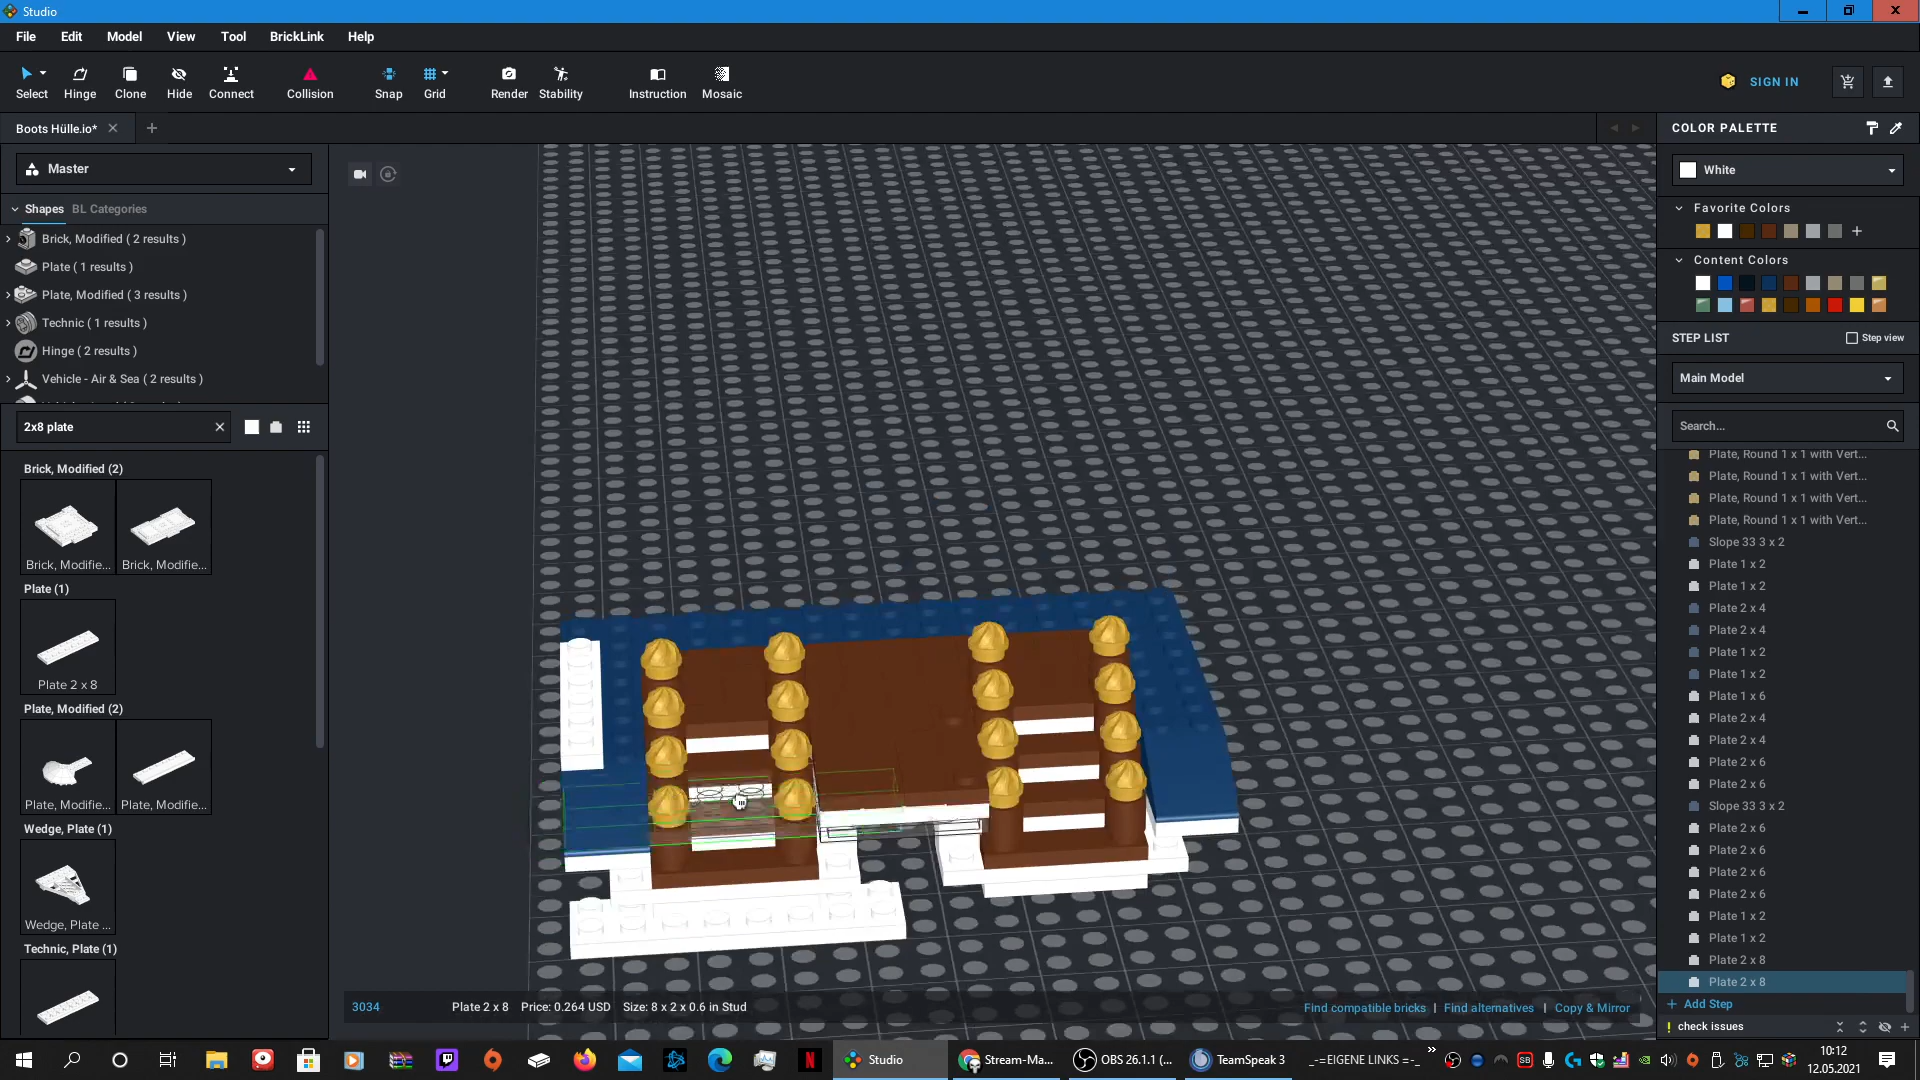 Studio
File Edit Model View Tool BrickLink Help
Select Hinge Clone Hide Connect Collision Snap Grid Render Stability Instruction Mosaic SIGN IN
Boots Hülle.io*
COLOR PALETTE
Master
White
Shapes BL Categories
Favorite Colors
Brick, Modified ( 2 results )
Plate ( 1 results )
Content Colors
Plate, Modified ( 3 results )
Technic ( 1 results )
STEP LIST Step view
Hinge ( 2 results )
Vehicle - Air & Sea ( 2 results )
Main Model
2x8 plate
Search...
Brick, Modified (2)
Brick, Modifie... Brick, Modifie...
Plate (1)
Plate 2 x 8
Plate, Modified (2)
Plate, Modifie... Plate, Modifie...
Wedge, Plate (1)
Wedge, Plate ...
Technic, Plate (1)
Plate, Round 1 x 1 with Vert...
Plate, Round 1 x 1 with Vert...
Plate, Round 1 x 1 with Vert...
Plate, Round 1 x 1 with Vert...
Slope 33 3 x 2
Plate 1 x 2
Plate 1 x 2
Plate 2 x 4
Plate 2 x 4
Plate 1 x 2
Plate 1 x 2
Plate 1 x 6
Plate 2 x 4
Plate 2 x 4
Plate 2 x 6
Plate 2 x 6
Slope 33 3 x 2
Plate 2 x 6
Plate 2 x 6
Plate 2 x 6
Plate 2 x 6
Plate 1 x 2
Plate 1 x 2
Plate 2 x 8
Plate 2 x 8
Add Step
check issues
3034 Plate 2 x 8 Price: 0.264 USD Size: 8 x 2 x 0.6 in Stud Find compatible bricks | Find alternatives | Copy & Mirror
Studio Stream-Ma... OBS 26.1.1 (... TeamSpeak 3 _-=EIGENE LINKS =-_ »
10:12
12.05.2021